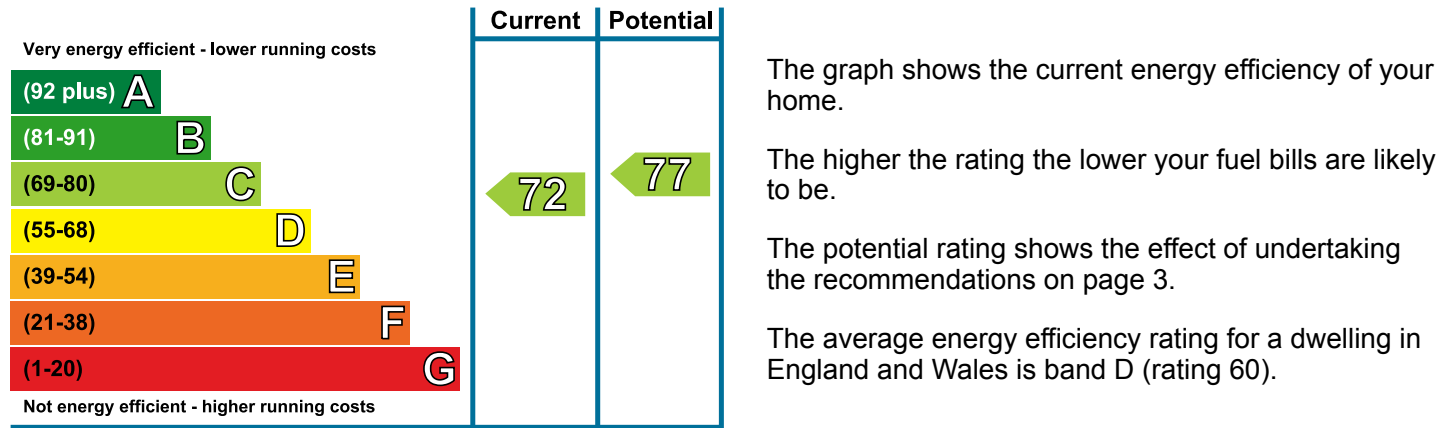 Current Potential
Very energy efficient - lower running costs
(92 plus) A
(81-91) B
(69-80) C
(55-68) D
(39-54) E
(21-38) F
(1-20) G
Not energy efficient - higher running costs
72
77
The graph shows the current energy efficiency of your
home.
The higher the rating the lower your fuel bills are likely
to be.
The potential rating shows the effect of undertaking
the recommendations on page 3.
The average energy efficiency rating for a dwelling in
England and Wales is band D (rating 60).